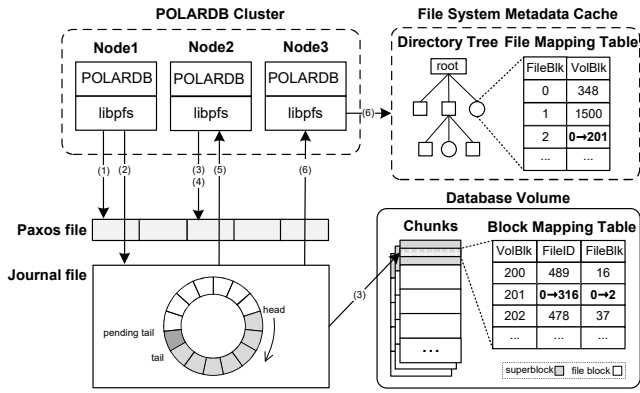 POLARDB Cluster
Node1 Node2 Node3
POLARDB POLARDB POLARDB
libpfs libpfs libpfs
(1) (2) (3) (4) (5) (6)
(6)
File System Metadata Cache
Directory Tree File Mapping Table
root
FileBlk VolBlk
0 348
1 1500
2 0→201
... ...
Paxos file
Journal file
head
pending tail
tail
(3)
Database Volume
Chunks Block Mapping Table
VolBlk FileID FileBlk
200 489 16
201 0→316 0→2
202 478 37
... ... ...
...
superblock file block